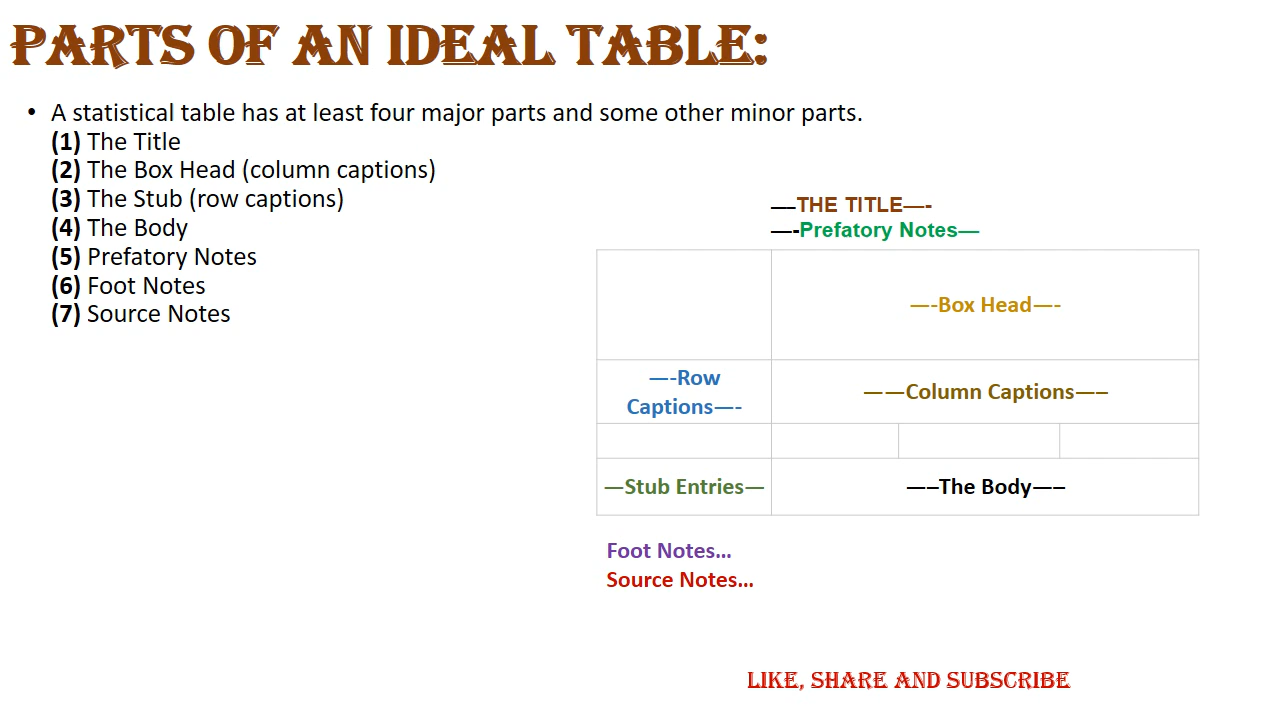 PARTS OF AN IDEAL TABLE:
• A statistical table has at least four major parts and some other minor parts.
(1) The Title
(2) The Box Head (column captions)
(3) The Stub (row captions)
(4) The Body
(5) Prefatory Notes
(6) Foot Notes
(7) Source Notes
—–THE TITLE—-
—-Prefatory Notes—
—-Box Head—-
—-Row
Captions—-
——Column Captions—–
—Stub Entries—
—–The Body—–
Foot Notes…
Source Notes…
LIKE, SHARE AND SUBSCRIBE